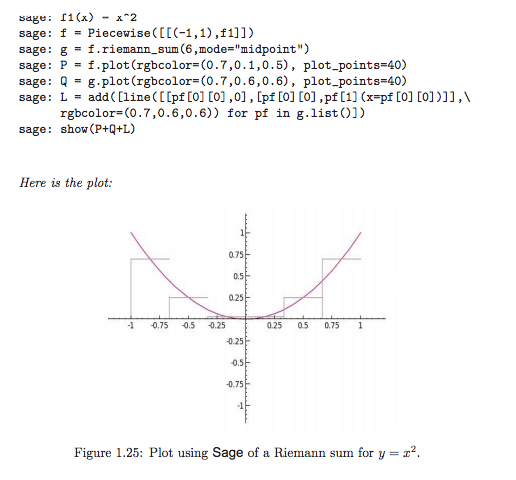 sage: f1(x) = x^2
sage: f = Piecewise([[(-1,1),f1]])
sage: g = f.riemann_sum(6,mode="midpoint")
sage: P = f.plot(rgbcolor=(0.7,0.1,0.5), plot_points=40)
sage: Q = g.plot(rgbcolor=(0.7,0.6,0.6), plot_points=40)
sage: L = add([line([[pf[0][0],0],[pf[0][0],pf[1](x=pf[0][0])]],\
rgbcolor=(0.7,0.6,0.6)) for pf in g.list()])
sage: show(P+Q+L)
Here is the plot:
1
0.75
0.5
0.25
-1 -0.75 -0.5 -0.25 0.25 0.5 0.75 1
-0.25
-0.5
-0.75
-1
Figure 1.25: Plot using Sage of a Riemann sum for y = x².